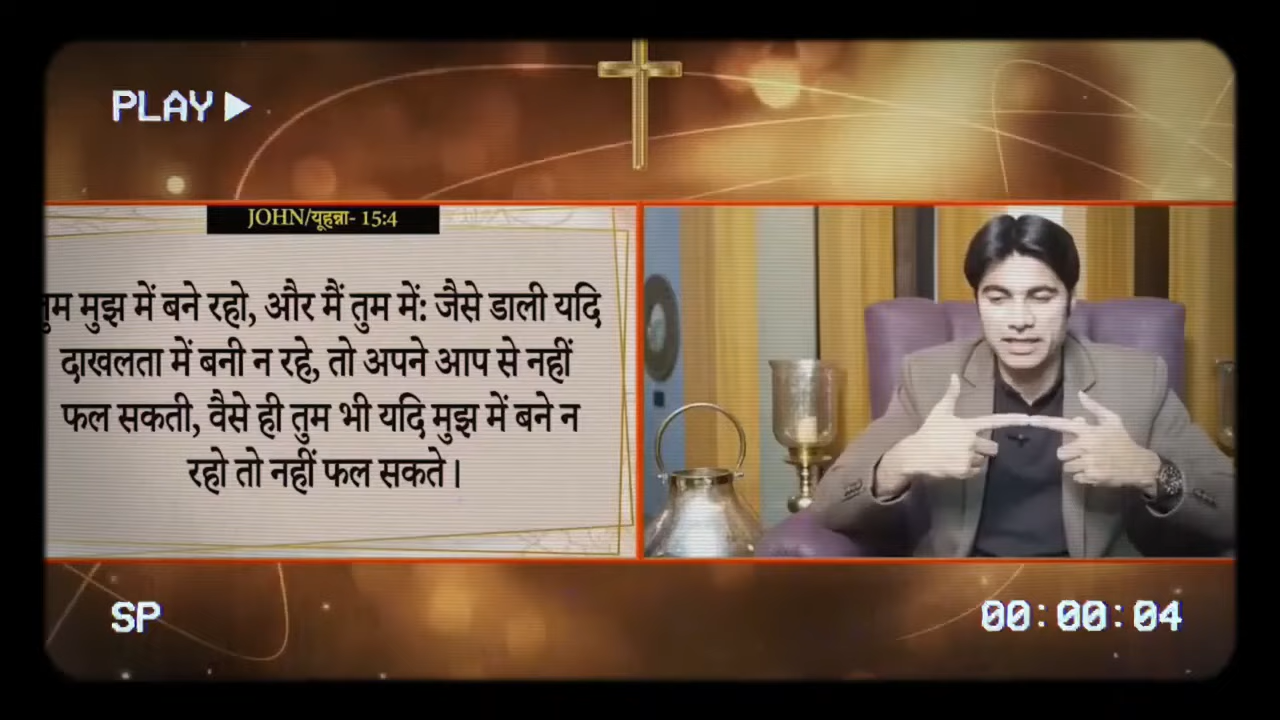 PLAY
JOHN/यूहन्ना- 15:4
तुम मुझ में बने रहो, और मैं तुम में: जैसे डाली यदि
दाखलता में बनी न रहे, तो अपने आप से नहीं
फल सकती, वैसे ही तुम भी यदि मुझ में बने न
रहो तो नहीं फल सकते।
SP
00:00:04